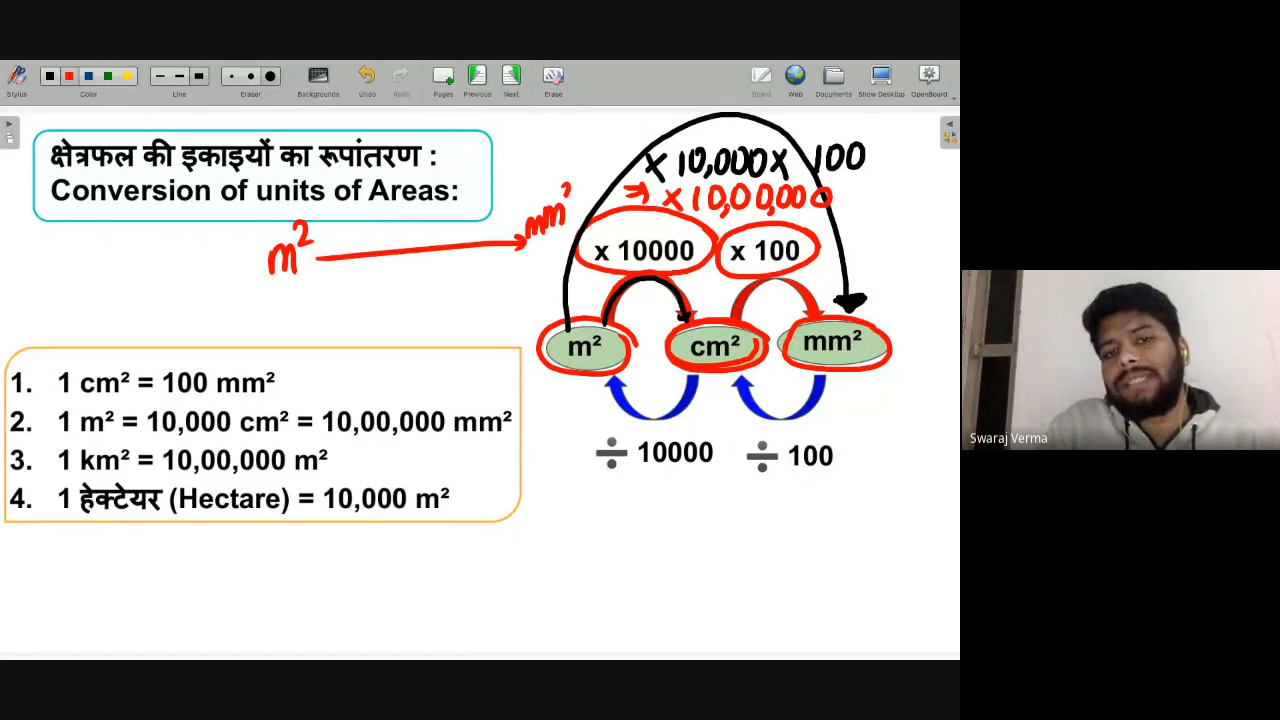 Stylus
Color
Line
Eraser
Backgrounds
Undo
Redo
Pages
Previous
Next
Erase
Board
Web
Documents
Show Desktop
OpenBoard
क्षेत्रफल की इकाइयों का रूपांतरण :
Conversion of units of Areas:
m² → mm²
x 10,000 x 100
⇒ x 10,00,000
x 10000 x 100
m² cm² mm²
÷ 10000 ÷ 100
1. 1 cm² = 100 mm²
2. 1 m² = 10,000 cm² = 10,00,000 mm²
3. 1 km² = 10,00,000 m²
4. 1 हेक्टेयर (Hectare) = 10,000 m²
Swaraj Verma